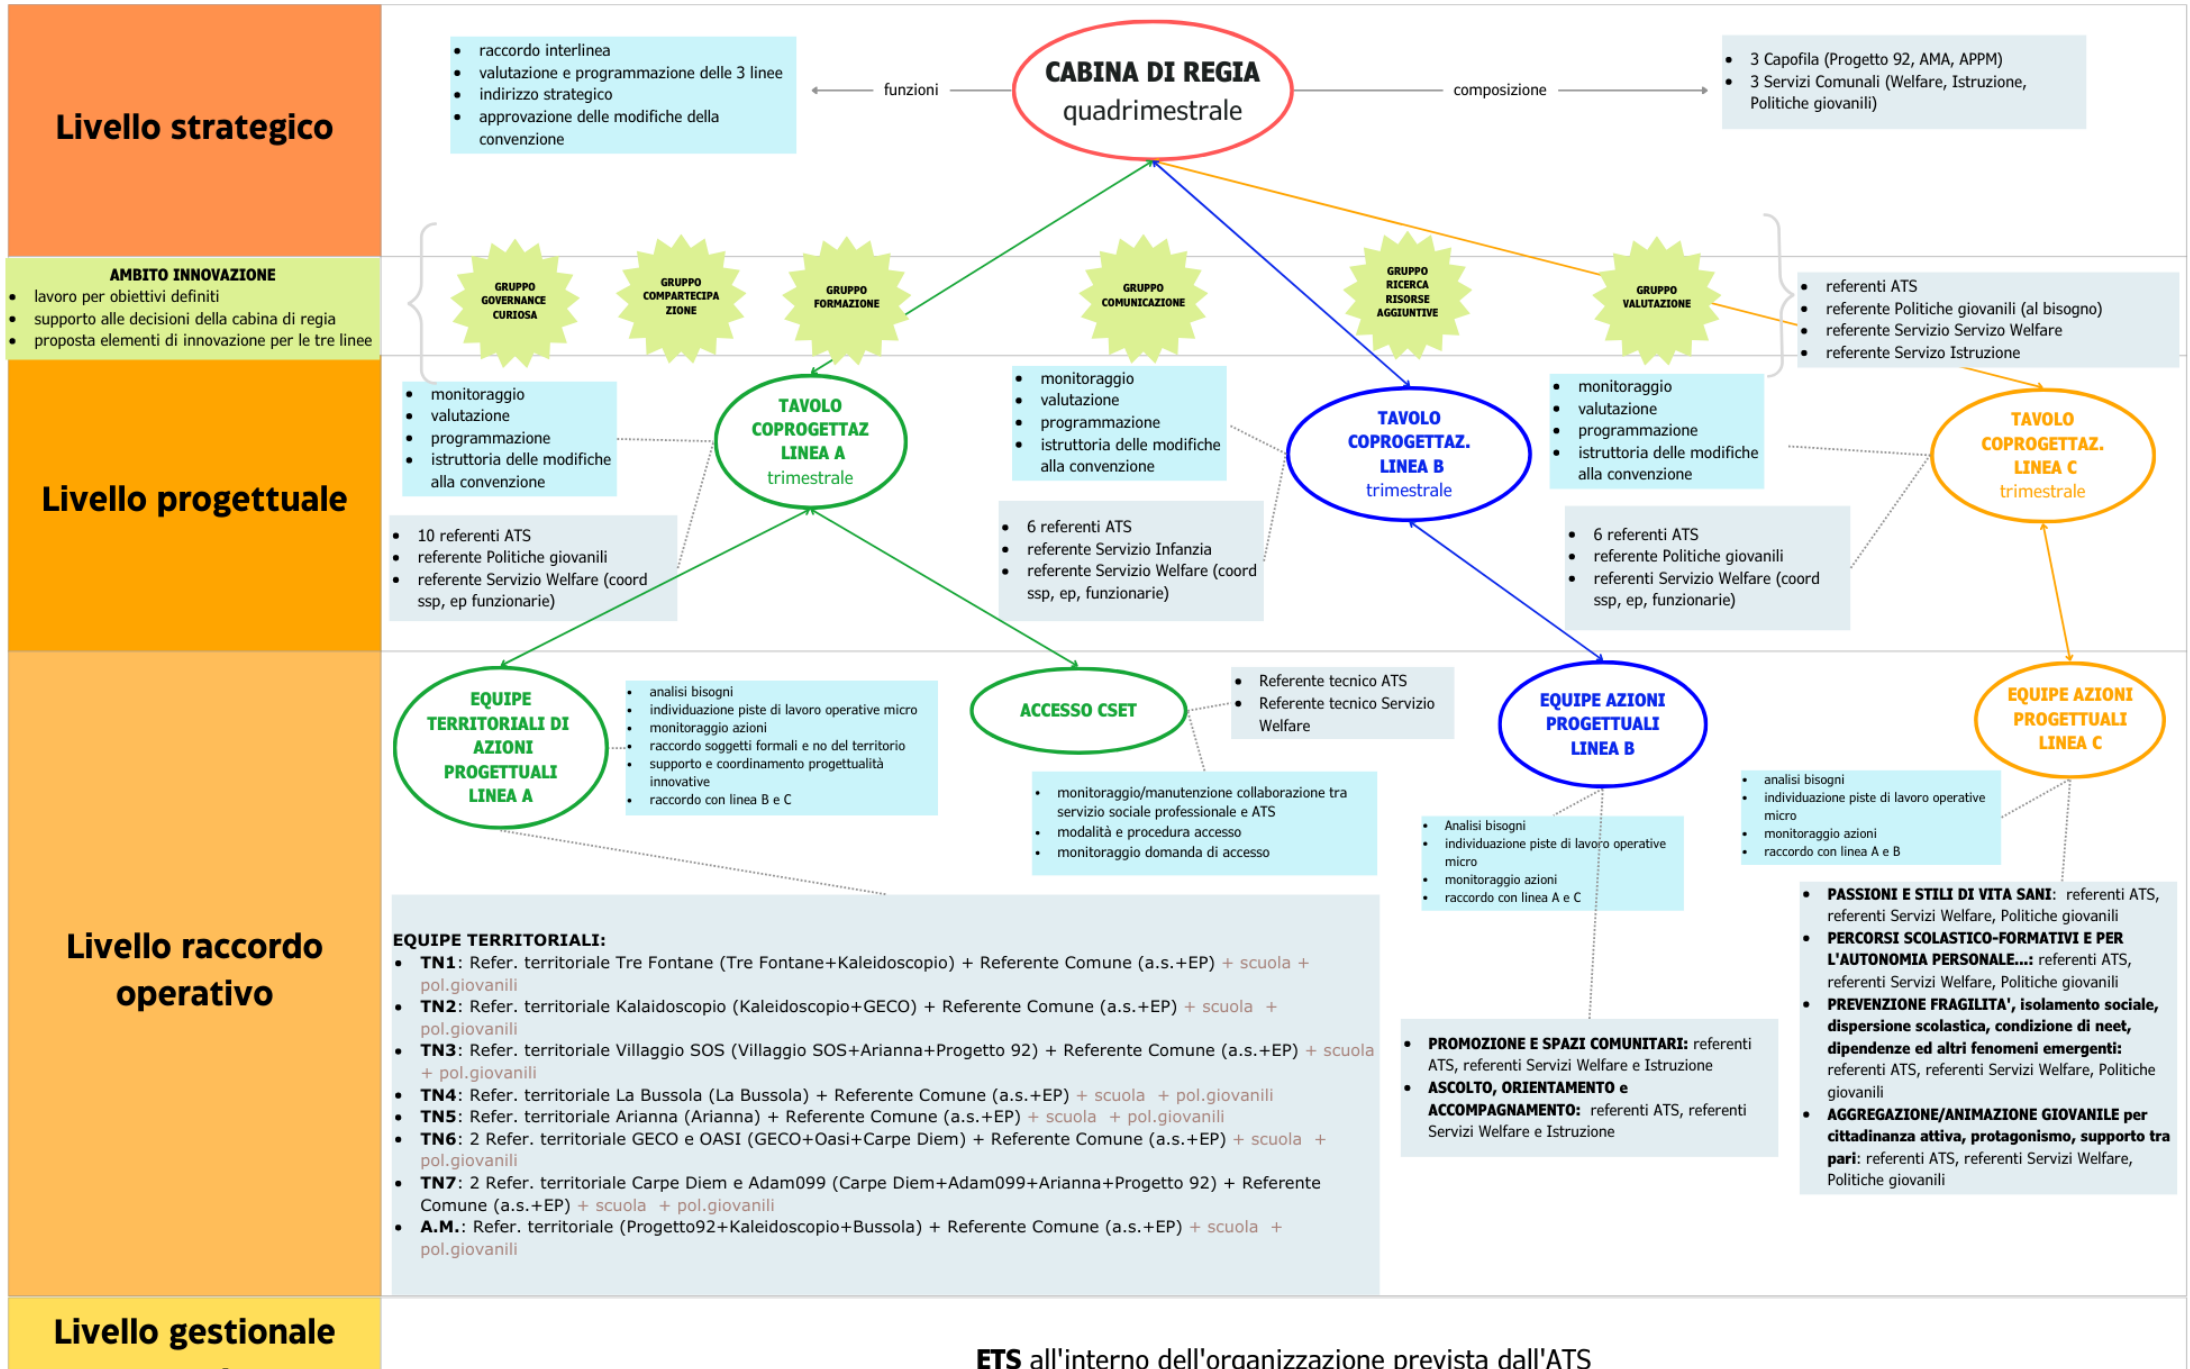 Livello strategico
• raccordo interlinea
• valutazione e programmazione delle 3 linee
• indirizzo strategico
• approvazione delle modifiche della
convenzione
funzioni
CABINA DI REGIA
quadrimestrale
composizione
• 3 Capofila (Progetto 92, AMA, APPM)
• 3 Servizi Comunali (Welfare, Istruzione,
Politiche giovanili)
AMBITO INNOVAZIONE
• lavoro per obiettivi definiti
• supporto alle decisioni della cabina di regia
• proposta elementi di innovazione per le tre linee
GRUPPO
GOVERNANCE
CURIOSA
GRUPPO
COMPARTECIPA
ZIONE
GRUPPO
FORMAZIONE
GRUPPO
COMUNICAZIONE
GRUPPO
RICERCA
RISORSE
AGGIUNTIVE
GRUPPO
VALUTAZIONE
• referenti ATS
• referente Politiche giovanili (al bisogno)
• referente Servizio Servizo Welfare
• referente Servizo Istruzione
Livello progettuale
• monitoraggio
• valutazione
• programmazione
• istruttoria delle modifiche
alla convenzione
• 10 referenti ATS
• referente Politiche giovanili
• referente Servizio Welfare (coord
ssp, ep funzionarie)
TAVOLO
COPROGETTAZ
LINEA A
trimestrale
• monitoraggio
• valutazione
• programmazione
• istruttoria delle modifiche
alla convenzione
• 6 referenti ATS
• referente Servizio Infanzia
• referente Servizio Welfare (coord
ssp, ep, funzionarie)
TAVOLO
COPROGETTAZ.
LINEA B
trimestrale
• monitoraggio
• valutazione
• programmazione
• istruttoria delle modifiche
alla convenzione
• 6 referenti ATS
• referente Politiche giovanili
• referenti Servizio Welfare (coord
ssp, ep, funzionarie)
TAVOLO
COPROGETTAZ.
LINEA C
trimestrale
Livello raccordo
operativo
EQUIPE
TERRITORIALI DI
AZIONI
PROGETTUALI
LINEA A
• analisi bisogni
• individuazione piste di lavoro operative micro
• monitoraggio azioni
• raccordo soggetti formali e no del territorio
• supporto e coordinamento progettualità
innovative
• raccordo con linea B e C
ACCESSO CSET
• Referente tecnico ATS
• Referente tecnico Servizio
Welfare
• monitoraggio/manutenzione collaborazione tra
servizio sociale professionale e ATS
• modalità e procedura accesso
• monitoraggio domanda di accesso
EQUIPE AZIONI
PROGETTUALI
LINEA B
• Analisi bisogni
• individuazione piste di lavoro operative
micro
• monitoraggio azioni
• raccordo con linea A e C
EQUIPE AZIONI
PROGETTUALI
LINEA C
• analisi bisogni
• individuazione piste di lavoro operative
micro
• monitoraggio azioni
• raccordo con linea A e B
EQUIPE TERRITORIALI:
• TN1: Refer. territoriale Tre Fontane (Tre Fontane+Kaleidoscopio) + Referente Comune (a.s.+EP) + scuola +
pol.giovanili
• TN2: Refer. territoriale Kalaidoscopio (Kaleidoscopio+GECO) + Referente Comune (a.s.+EP) + scuola +
pol.giovanili
• TN3: Refer. territoriale Villaggio SOS (Villaggio SOS+Arianna+Progetto 92) + Referente Comune (a.s.+EP) + scuola
+ pol.giovanili
• TN4: Refer. territoriale La Bussola (La Bussola) + Referente Comune (a.s.+EP) + scuola + pol.giovanili
• TN5: Refer. territoriale Arianna (Arianna) + Referente Comune (a.s.+EP) + scuola + pol.giovanili
• TN6: 2 Refer. territoriale GECO e OASI (GECO+Oasi+Carpe Diem) + Referente Comune (a.s.+EP) + scuola +
pol.giovanili
• TN7: 2 Refer. territoriale Carpe Diem e Adam099 (Carpe Diem+Adam099+Arianna+Progetto 92) + Referente
Comune (a.s.+EP) + scuola + pol.giovanili
• A.M.: Refer. territoriale (Progetto92+Kaleidoscopio+Bussola) + Referente Comune (a.s.+EP) + scuola +
pol.giovanili
• PROMOZIONE E SPAZI COMUNITARI: referenti
ATS, referenti Servizi Welfare e Istruzione
• ASCOLTO, ORIENTAMENTO e
ACCOMPAGNAMENTO: referenti ATS, referenti
Servizi Welfare e Istruzione
• PASSIONI E STILI DI VITA SANI: referenti ATS,
referenti Servizi Welfare, Politiche giovanili
• PERCORSI SCOLASTICO-FORMATIVI E PER
L'AUTONOMIA PERSONALE...: referenti ATS,
referenti Servizi Welfare, Politiche giovanili
• PREVENZIONE FRAGILITA', isolamento sociale,
dispersione scolastica, condizione di neet,
dipendenze ed altri fenomeni emergenti:
referenti ATS, referenti Servizi Welfare, Politiche
giovanili
• AGGREGAZIONE/ANIMAZIONE GIOVANILE per
cittadinanza attiva, protagonismo, supporto tra
pari: referenti ATS, referenti Servizi Welfare,
Politiche giovanili
Livello gestionale
ETS all'interno dell'organizzazione prevista dall'ATS